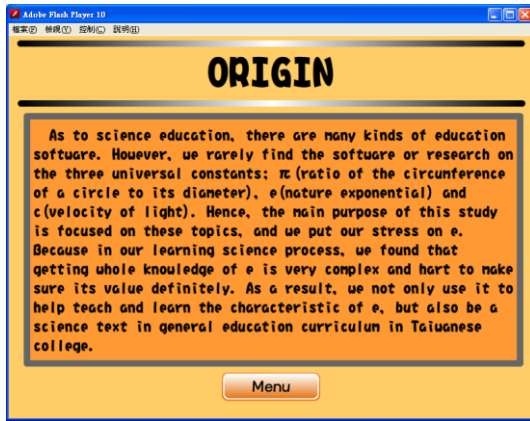 Adobe Flash Player 10
檔案(F) 檢視(V) 控制(C) 說明(H)
ORIGIN
As to science education, there are many kinds of education
software. However, we rarely find the software or research on
the three universal constants; π(ratio of the circumference
of a circle to its diameter), e(nature exponential) and
c(velocity of light). Hence, the main purpose of this study
is focused on these topics, and we put our stress on e.
Because in our learning science process, we found that
getting whole knowledge of e is very complex and hart to make
sure its value definitely. As a result, we not only use it to
help teach and learn the characteristic of e, but also be a
science text in general education curriculum in Taiwanese
college.
Menu